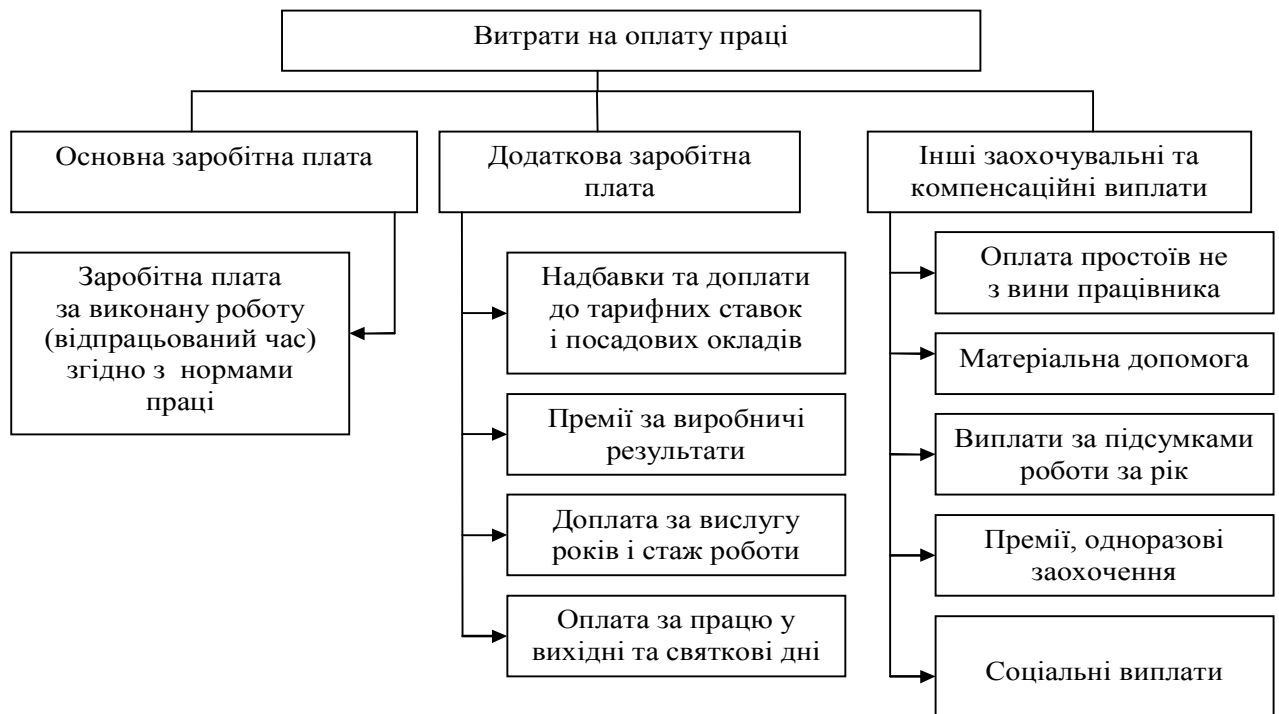 Витрати на оплату праці
Основна заробітна плата
Заробітна плата
за виконану роботу
(відпрацьований час)
згідно з нормами
праці
Додаткова заробітна
плата
Надбавки та доплати
до тарифних ставок
і посадових окладів
Премії за виробничі
результати
Доплата за вислугу
років і стаж роботи
Оплата за працю у
вихідні та святкові дні
Інші заохочувальні та
компенсаційні виплати
Оплата простоїв не
з вини працівника
Матеріальна допомога
Виплати за підсумками
роботи за рік
Премії, одноразові
заохочення
Соціальні виплати